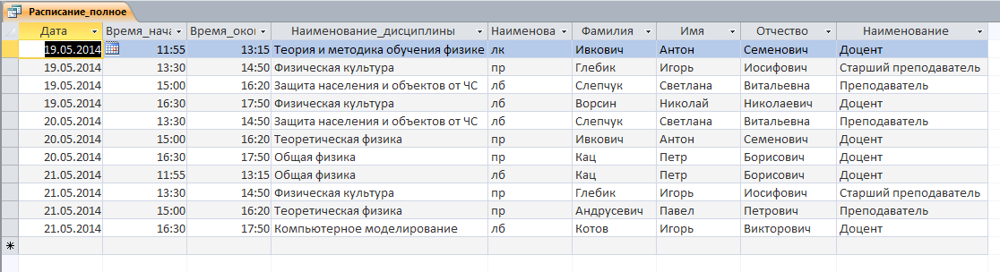 Расписание_полное
Дата Время_нача Время_окон Наименование_дисциплины Наименова Фамилия Имя Отчество Наименование
19.05.2014 11:55 13:15 Теория и методика обучения физике лк Ивкович Антон Семенович Доцент
19.05.2014 13:30 14:50 Физическая культура пр Глебик Игорь Иосифович Старший преподаватель
19.05.2014 15:00 16:20 Защита населения и объектов от ЧС лб Слепчук Светлана Витальевна Преподаватель
19.05.2014 16:30 17:50 Физическая культура лб Ворсин Николай Николаевич Доцент
20.05.2014 13:30 14:50 Защита населения и объектов от ЧС лб Слепчук Светлана Витальевна Преподаватель
20.05.2014 15:00 16:20 Теоретическая физика пр Ивкович Антон Семенович Доцент
20.05.2014 16:30 17:50 Общая физика пр Кац Петр Борисович Доцент
21.05.2014 11:55 13:15 Общая физика лб Кац Петр Борисович Доцент
21.05.2014 13:30 14:50 Физическая культура пр Глебик Игорь Иосифович Старший преподаватель
21.05.2014 15:00 16:20 Теоретическая физика пр Андрусевич Павел Петрович Преподаватель
21.05.2014 16:30 17:50 Компьютерное моделирование лб Котов Игорь Викторович Доцент